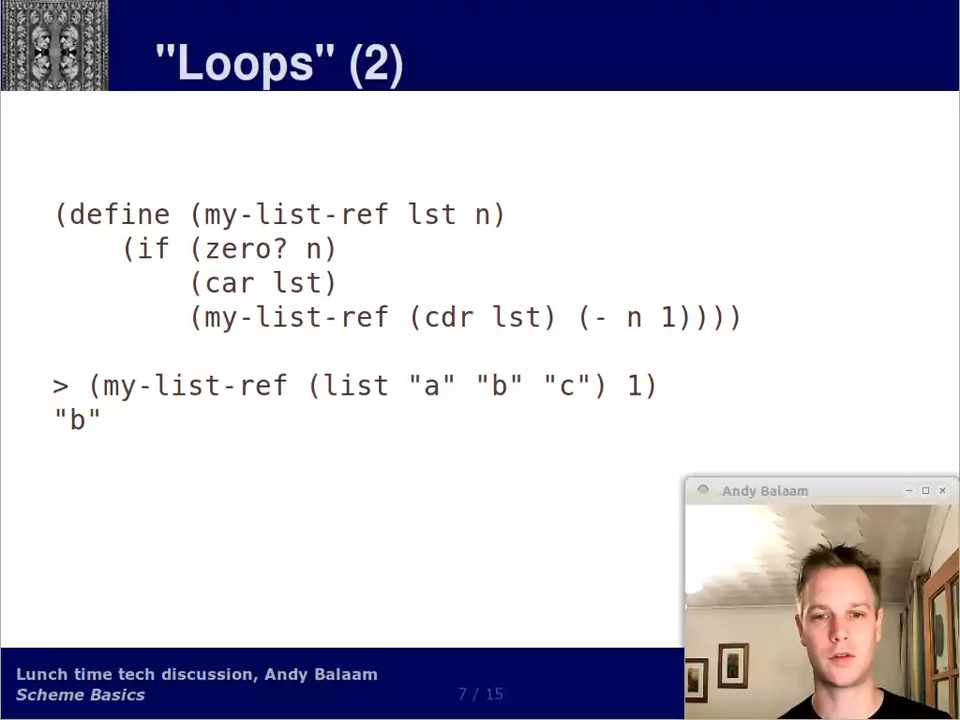 "Loops" (2)
(define (my-list-ref lst n)
    (if (zero? n)
        (car lst)
        (my-list-ref (cdr lst) (- n 1))))
> (my-list-ref (list "a" "b" "c") 1)
"b"
Andy Balaam
Lunch time tech discussion, Andy Balaam
Scheme Basics
7 / 15